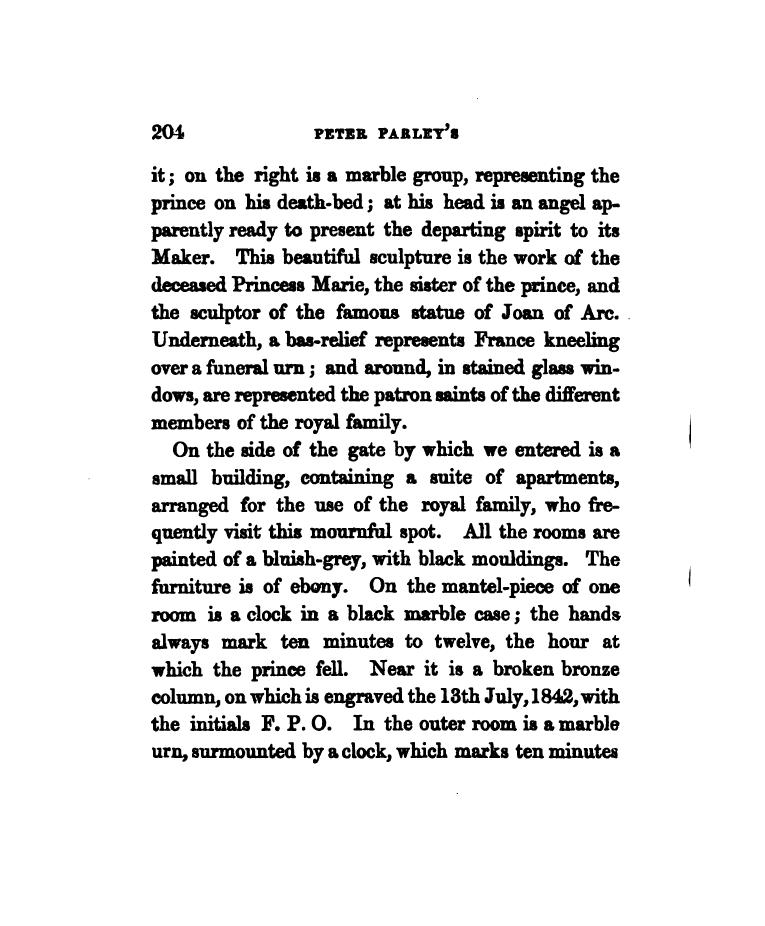 204 PETER PARLEY'S
it; on the right is a marble group, representing the
prince on his death-bed; at his head is an angel ap-
parently ready to present the departing spirit to its
Maker. This beautiful sculpture is the work of the
deceased Princess Marie, the sister of the prince, and
the sculptor of the famous statue of Joan of Arc.
Underneath, a bas-relief represents France kneeling
over a funeral urn; and around, in stained glass win-
dows, are represented the patron saints of the different
members of the royal family.
On the side of the gate by which we entered is a
small building, containing a suite of apartments,
arranged for the use of the royal family, who fre-
quently visit this mournful spot. All the rooms are
painted of a bluish-grey, with black mouldings. The
furniture is of ebony. On the mantel-piece of one
room is a clock in a black marble case; the hands
always mark ten minutes to twelve, the hour at
which the prince fell. Near it is a broken bronze
column, on which is engraved the 13th July, 1842, with
the initials F. P. O. In the outer room is a marble
urn, surmounted by a clock, which marks ten minutes